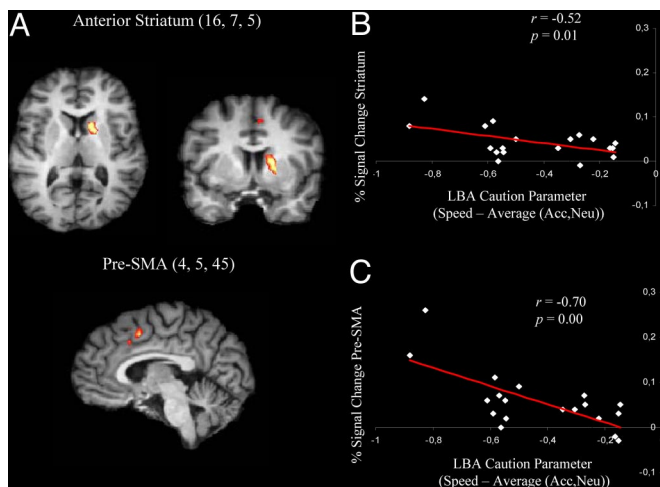 A
Anterior Striatum (16, 7, 5)
Pre-SMA (4, 5, 45)
B
r = -0.52
p = 0.01
% Signal Change Striatum
0,3
0,2
0,1
0
-0,1
-1
-0,8
-0,6
-0,4
-0,2
0
LBA Caution Parameter
(Speed – Average (Acc,Neu))
C
r = -0.70
p = 0.00
% Signal Change Pre-SMA
0,3
0,2
0,1
0
-0,1
-1
-0,8
-0,6
-0,4
-0,2
LBA Caution Parameter
(Speed – Average (Acc,Neu))